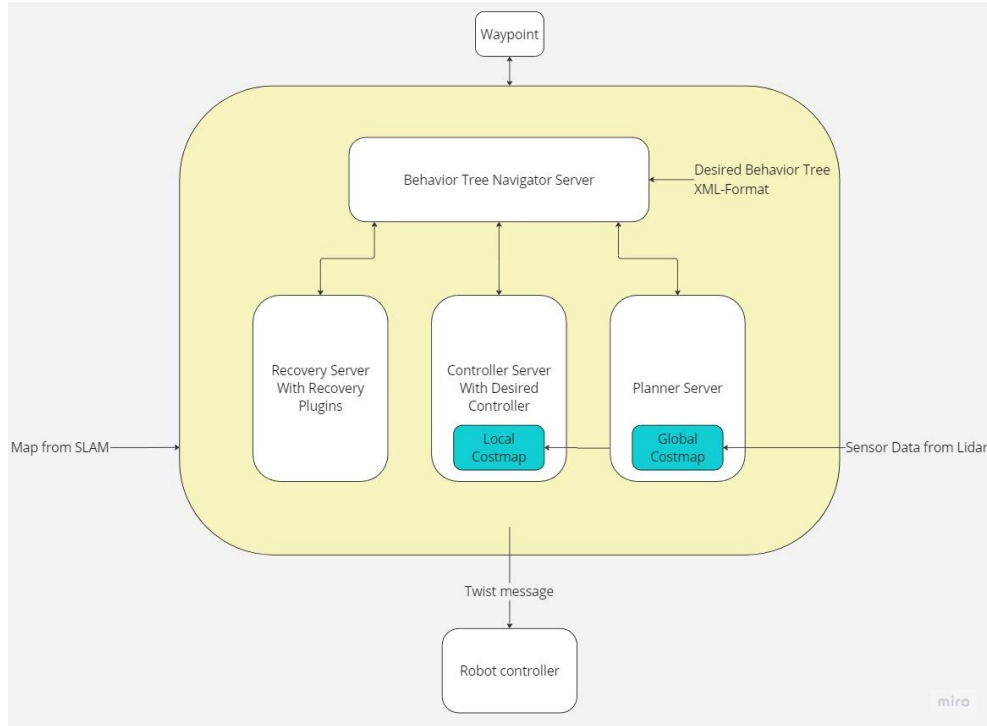 Waypoint
Behavior Tree Navigator Server
Desired Behavior Tree
XML-Format
Recovery Server
With Recovery
Plugins
Controller Server
With Desired
Controller
Planner Server
Local
Costmap
Global
Costmap
Map from SLAM
Sensor Data from Lidar
Twist message
Robot controller
miro